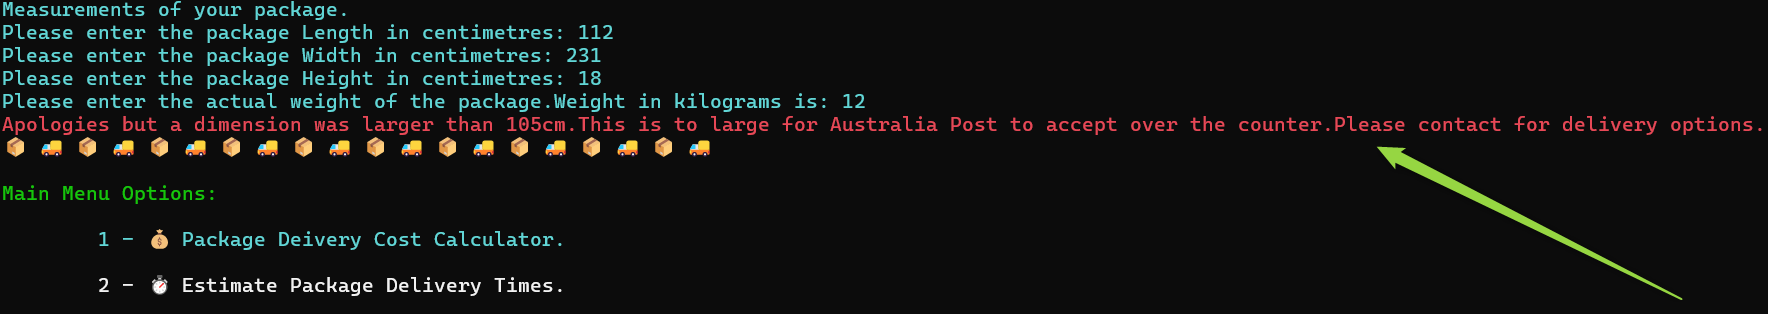 Measurements of your package.
Please enter the package Length in centimetres: 112
Please enter the package Width in centimetres: 231
Please enter the package Height in centimetres: 18
Please enter the actual weight of the package.Weight in kilograms is: 12
Apologies but a dimension was larger than 105cm.This is to large for Australia Post to accept over the counter.Please contact for delivery options.
Main Menu Options:
1 - 💰 Package Deivery Cost Calculator.
2 - ⏱️ Estimate Package Delivery Times.